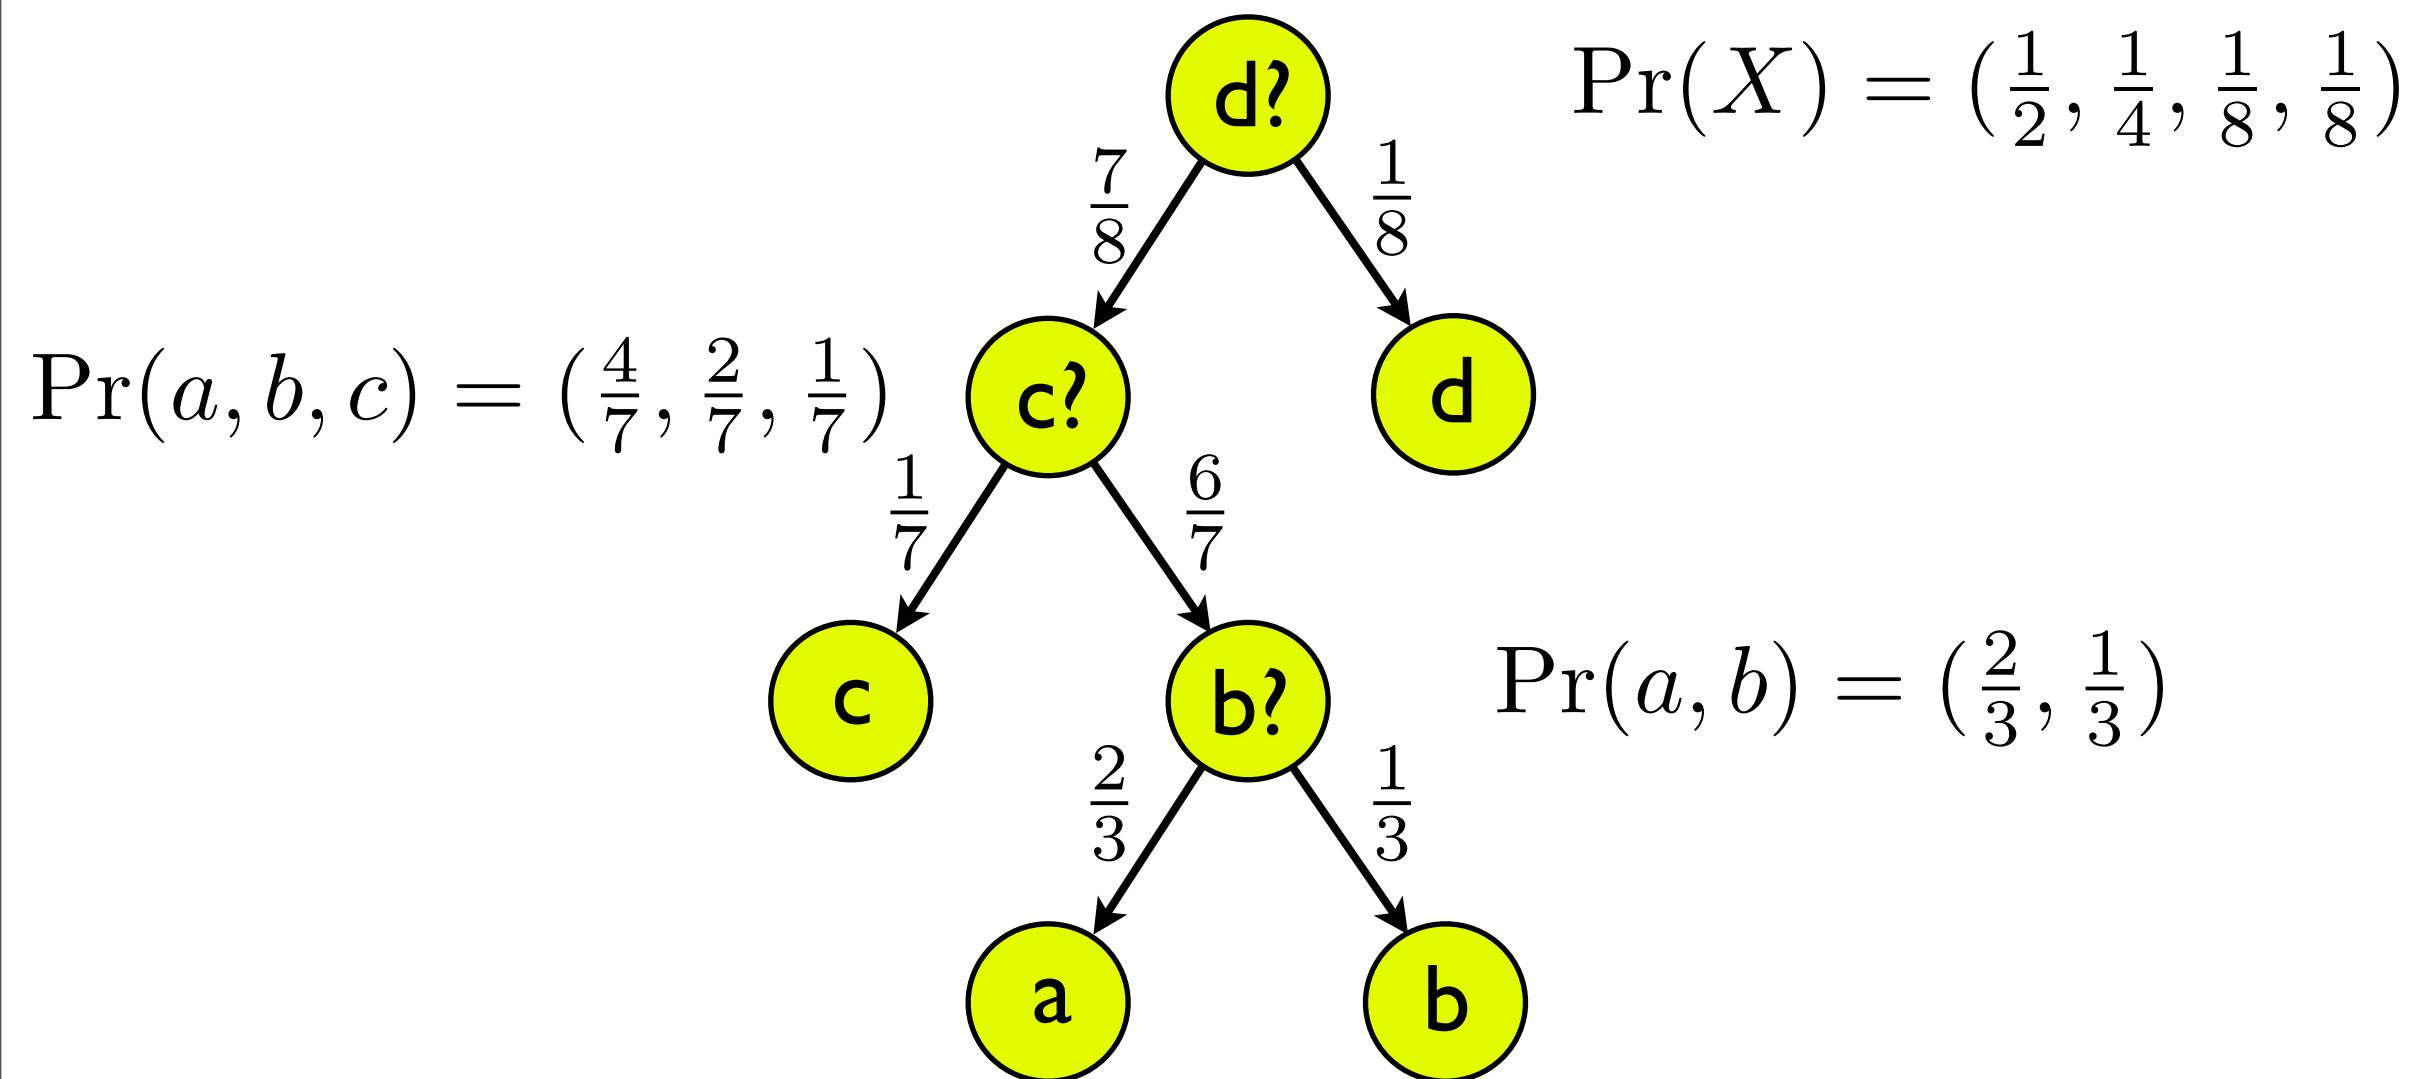 d?
Pr(X) = (1/2, 1/4, 1/8, 1/8)
7/8
1/8
Pr(a, b, c) = (4/7, 2/7, 1/7)
c?
d
1/7
6/7
c
b?
Pr(a, b) = (2/3, 1/3)
2/3
1/3
a
b